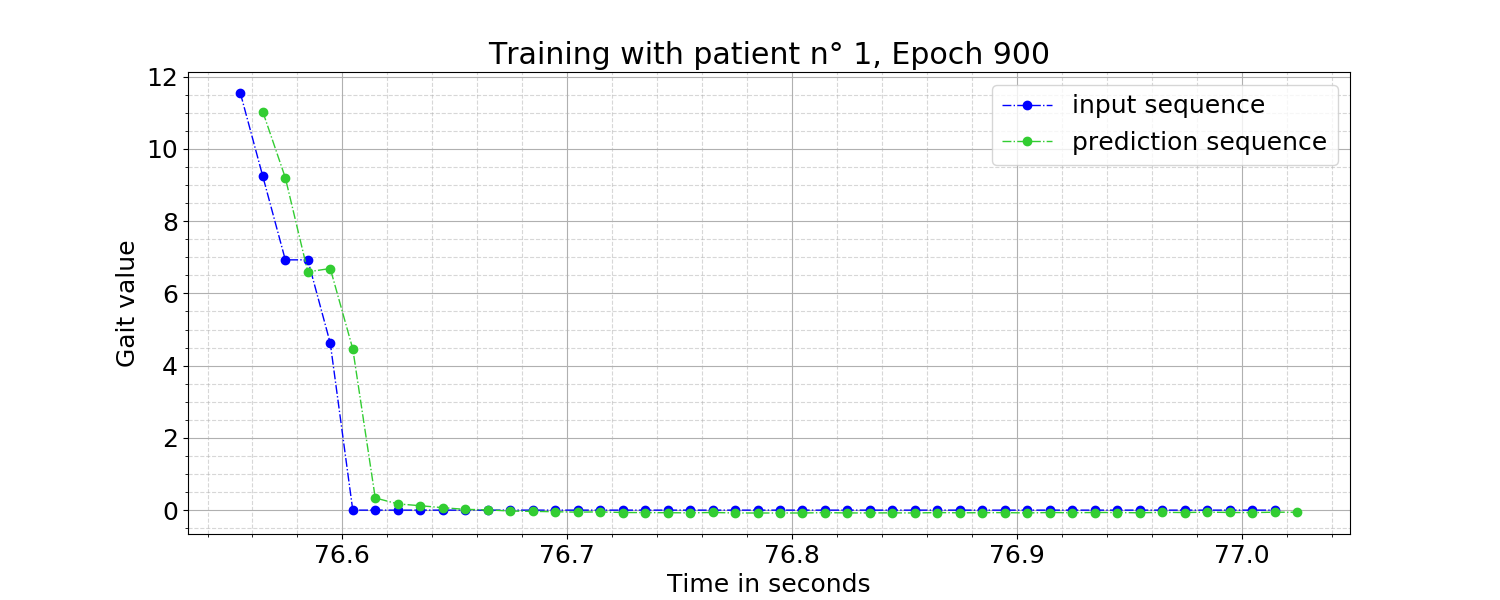 Training with patient n° 1, Epoch 900
12
10
8
6
4
2
0
Gait value
input sequence
prediction sequence
76.6 76.7 76.8 76.9 77.0
Time in seconds